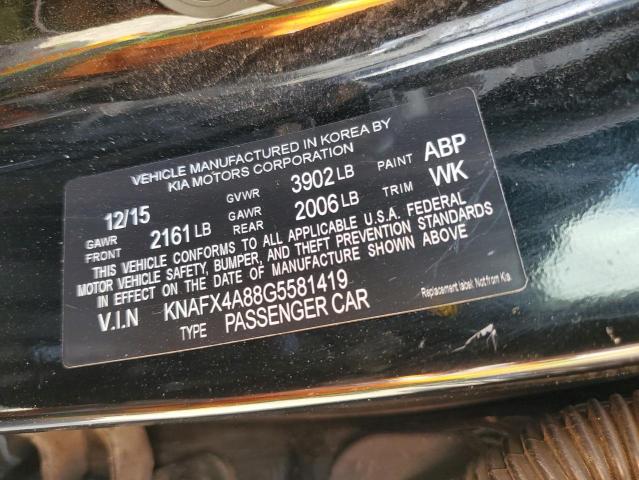 VEHICLE MANUFACTURED IN KOREA BY
KIA MOTORS CORPORATION
12/15 GVWR 3902 LB PAINT ABP
GAWR FRONT 2161 LB GAWR REAR 2006 LB TRIM WK
THIS VEHICLE CONFORMS TO ALL APPLICABLE U.S.A. FEDERAL
MOTOR VEHICLE SAFETY, BUMPER, AND THEFT PREVENTION STANDARDS
IN EFFECT ON THE DATE OF MANUFACTURE SHOWN ABOVE
V.I.N KNAFX4A88G5581419
TYPE PASSENGER CAR
Replacement label: Not from Kia